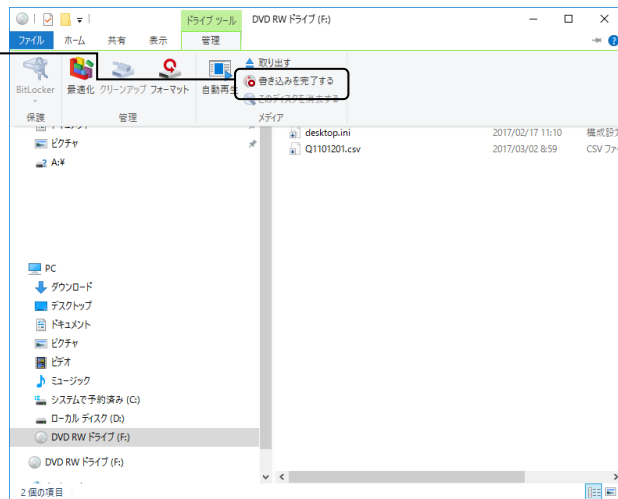 ドライブ ツール DVD RW ドライブ (F:)
ファイル ホーム 共有 表示 管理
BitLocker 最適化 クリーンアップ フォーマット 自動再生
取り出す
書き込みを完了する
このディスクを消去する
保護 管理 メディア
ドキュメント
ピクチャ
A:¥
desktop.ini 2017/02/17 11:10 構成設
Q1101201.csv 2017/03/02 8:59 CSV ファ
PC
ダウンロード
デスクトップ
ドキュメント
ピクチャ
ビデオ
ミュージック
システムで予約済み (C:)
ローカル ディスク (D:)
DVD RW ドライブ (F:)
DVD RW ドライブ (F:)
2 個の項目